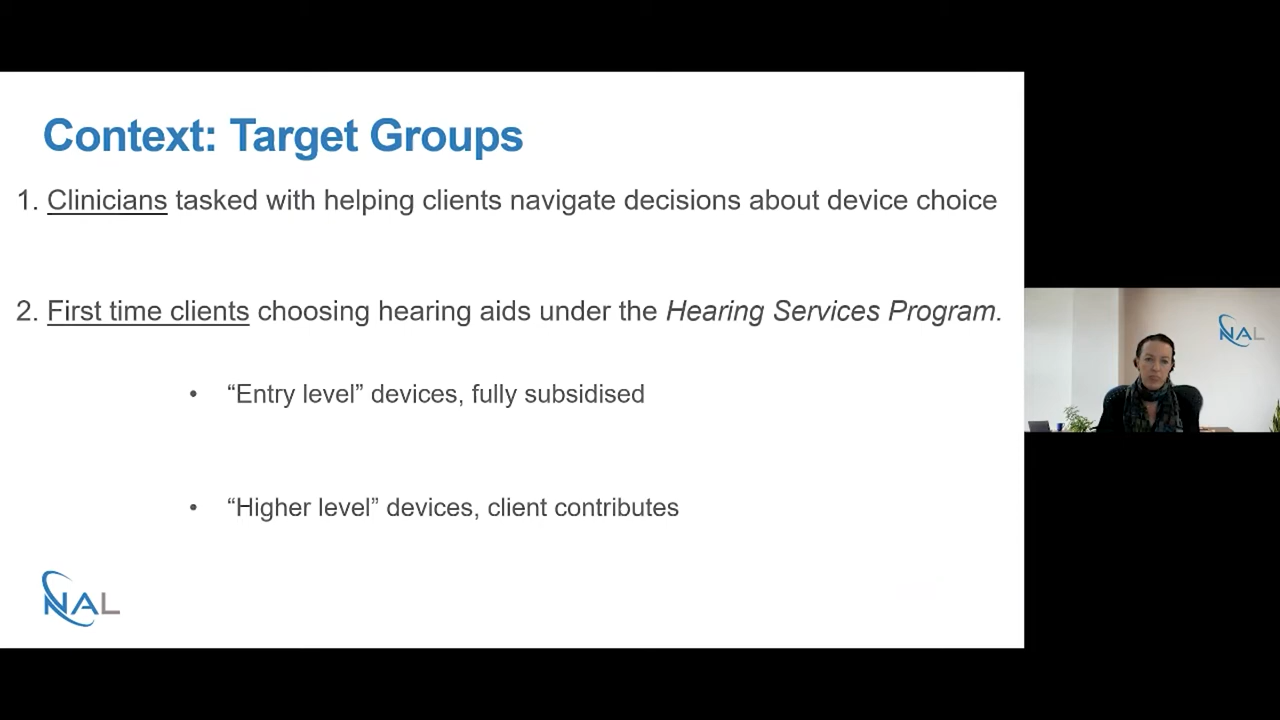 Context: Target Groups
1. Clinicians tasked with helping clients navigate decisions about device choice
2. First time clients choosing hearing aids under the Hearing Services Program.
• “Entry level” devices, fully subsidised
• “Higher level” devices, client contributes
NAL
NAL